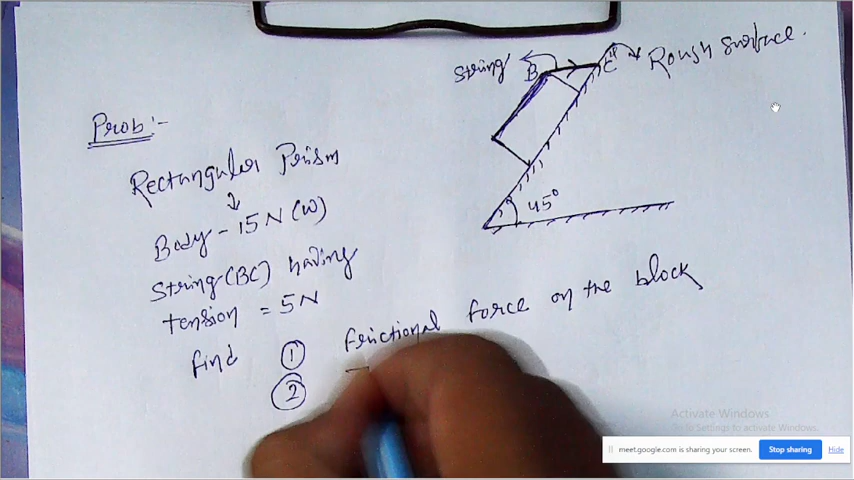 Prob:-
Rectangular Prism
Body - 15N (W)
String (BC) having
tension = 5N
find ① frictional force on the block
②
String
B
C
Rough surface.
45°
Activate Windows
Go to Settings to activate Windows.
meet.google.com is sharing your screen.
Stop sharing
Hide